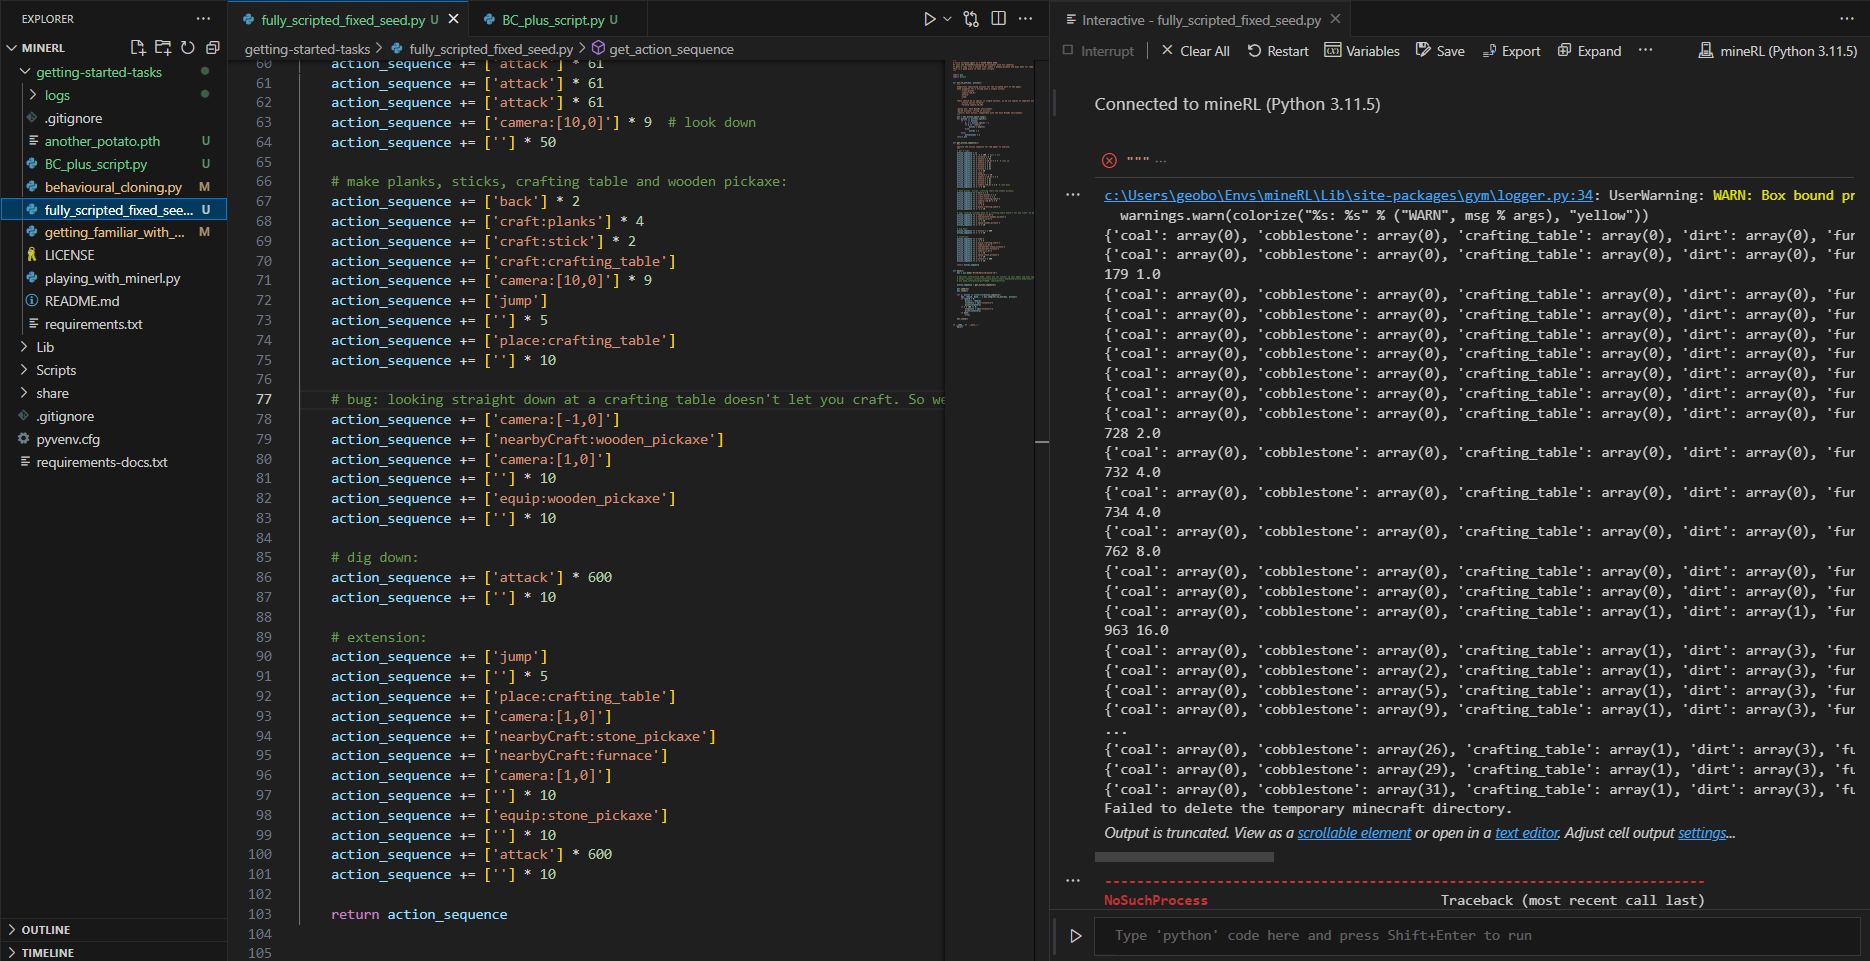 EXPLORER
MINERL
getting-started-tasks
logs
.gitignore
another_potato.pth U
BC_plus_script.py U
behavioural_cloning.py M
fully_scripted_fixed_see... U
getting_familiar_with_... M
LICENSE
playing_with_minerl.py
README.md
requirements.txt
Lib
Scripts
share
.gitignore
pyvenv.cfg
requirements-docs.txt
OUTLINE
TIMELINE
fully_scripted_fixed_seed.py U
BC_plus_script.py U
getting-started-tasks > fully_scripted_fixed_seed.py > get_action_sequence
60 action_sequence += ['attack'] * 61
61 action_sequence += ['attack'] * 61
62 action_sequence += ['attack'] * 61
63 action_sequence += ['camera:[10,0]'] * 9  # look down
64 action_sequence += [''] * 50
65
66 # make planks, sticks, crafting table and wooden pickaxe:
67 action_sequence += ['back'] * 2
68 action_sequence += ['craft:planks'] * 4
69 action_sequence += ['craft:stick'] * 2
70 action_sequence += ['craft:crafting_table']
71 action_sequence += ['camera:[10,0]'] * 9
72 action_sequence += ['jump']
73 action_sequence += [''] * 5
74 action_sequence += ['place:crafting_table']
75 action_sequence += [''] * 10
76
77 # bug: looking straight down at a crafting table doesn't let you craft. So we
78 action_sequence += ['camera:[-1,0]']
79 action_sequence += ['nearbyCraft:wooden_pickaxe']
80 action_sequence += ['camera:[1,0]']
81 action_sequence += [''] * 10
82 action_sequence += ['equip:wooden_pickaxe']
83 action_sequence += [''] * 10
84
85 # dig down:
86 action_sequence += ['attack'] * 600
87 action_sequence += [''] * 10
88
89 # extension:
90 action_sequence += ['jump']
91 action_sequence += [''] * 5
92 action_sequence += ['place:crafting_table']
93 action_sequence += ['camera:[1,0]']
94 action_sequence += ['nearbyCraft:stone_pickaxe']
95 action_sequence += ['nearbyCraft:furnace']
96 action_sequence += ['camera:[1,0]']
97 action_sequence += [''] * 10
98 action_sequence += ['equip:stone_pickaxe']
99 action_sequence += [''] * 10
100 action_sequence += ['attack'] * 600
101 action_sequence += [''] * 10
102
103 return action_sequence
104
105
Interactive - fully_scripted_fixed_seed.py
Interrupt | Clear All Restart Variables Save Export Expand ... mineRL (Python 3.11.5)
Connected to mineRL (Python 3.11.5)
""" ...
c:\Users\geobo\Envs\mineRL\Lib\site-packages\gym\logger.py:34: UserWarning: WARN: Box bound pr
warnings.warn(colorize("%s: %s" % ("WARN", msg % args), "yellow"))
{'coal': array(0), 'cobblestone': array(0), 'crafting_table': array(0), 'dirt': array(0), 'fur
{'coal': array(0), 'cobblestone': array(0), 'crafting_table': array(0), 'dirt': array(0), 'fur
179 1.0
{'coal': array(0), 'cobblestone': array(0), 'crafting_table': array(0), 'dirt': array(0), 'fur
{'coal': array(0), 'cobblestone': array(0), 'crafting_table': array(0), 'dirt': array(0), 'fur
{'coal': array(0), 'cobblestone': array(0), 'crafting_table': array(0), 'dirt': array(0), 'fur
{'coal': array(0), 'cobblestone': array(0), 'crafting_table': array(0), 'dirt': array(0), 'fur
{'coal': array(0), 'cobblestone': array(0), 'crafting_table': array(0), 'dirt': array(0), 'fur
{'coal': array(0), 'cobblestone': array(0), 'crafting_table': array(0), 'dirt': array(0), 'fur
{'coal': array(0), 'cobblestone': array(0), 'crafting_table': array(0), 'dirt': array(0), 'fur
728 2.0
{'coal': array(0), 'cobblestone': array(0), 'crafting_table': array(0), 'dirt': array(0), 'fur
732 4.0
{'coal': array(0), 'cobblestone': array(0), 'crafting_table': array(0), 'dirt': array(0), 'fur
734 4.0
{'coal': array(0), 'cobblestone': array(0), 'crafting_table': array(0), 'dirt': array(0), 'fur
762 8.0
{'coal': array(0), 'cobblestone': array(0), 'crafting_table': array(0), 'dirt': array(0), 'fur
{'coal': array(0), 'cobblestone': array(0), 'crafting_table': array(0), 'dirt': array(0), 'fur
{'coal': array(0), 'cobblestone': array(0), 'crafting_table': array(1), 'dirt': array(1), 'fur
963 16.0
{'coal': array(0), 'cobblestone': array(0), 'crafting_table': array(1), 'dirt': array(3), 'fur
{'coal': array(0), 'cobblestone': array(2), 'crafting_table': array(1), 'dirt': array(3), 'fur
{'coal': array(0), 'cobblestone': array(5), 'crafting_table': array(1), 'dirt': array(3), 'fur
{'coal': array(0), 'cobblestone': array(9), 'crafting_table': array(1), 'dirt': array(3), 'fur
...
{'coal': array(0), 'cobblestone': array(26), 'crafting_table': array(1), 'dirt': array(3), 'fu
{'coal': array(0), 'cobblestone': array(29), 'crafting_table': array(1), 'dirt': array(3), 'fu
{'coal': array(0), 'cobblestone': array(31), 'crafting_table': array(1), 'dirt': array(3), 'fu
Failed to delete the temporary minecraft directory.
Output is truncated. View as a scrollable element or open in a text editor. Adjust cell output settings...
---------------------------------------------------------------------------
NoSuchProcess Traceback (most recent call last)
Type 'python' code here and press Shift+Enter to run